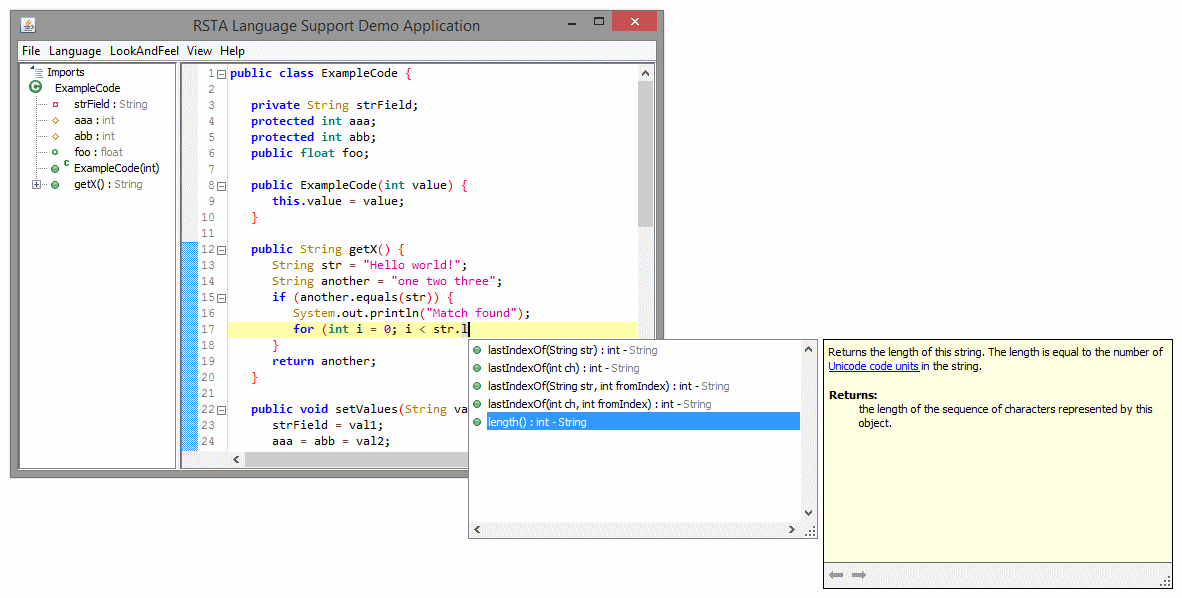 RSTA Language Support Demo Application
File Language LookAndFeel View Help
Imports
ExampleCode
strField : String
aaa : int
abb : int
foo : float
ExampleCode(int)
getX() : String
1 public class ExampleCode {
2
3 private String strField;
4 protected int aaa;
5 protected int abb;
6 public float foo;
7
8 public ExampleCode(int value) {
9 this.value = value;
10 }
11
12 public String getX() {
13 String str = "Hello world!";
14 String another = "one two three";
15 if (another.equals(str)) {
16 System.out.println("Match found");
17 for (int i = 0; i < str.l
18 }
19 return another;
20 }
21
22 public void setValues(String va
23 strField = val1;
24 aaa = abb = val2;
lastIndexOf(String str) : int - String
lastIndexOf(int ch) : int - String
lastIndexOf(String str, int fromIndex) : int - String
lastIndexOf(int ch, int fromIndex) : int - String
length() : int - String
Returns the length of this string. The length is equal to the number of
Unicode code units in the string.
Returns:
the length of the sequence of characters represented by this
object.